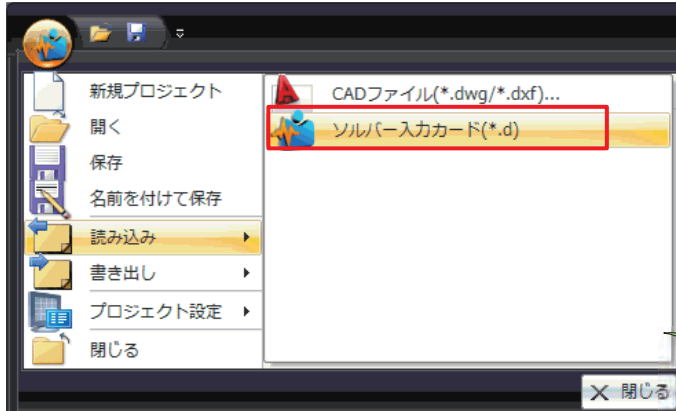 新規プロジェクト
開く
保存
名前を付けて保存
読み込み
書き出し
プロジェクト設定
閉じる
CADファイル(*.dwg/*.dxf)...
ソルバー入力カード(*.d)
閉じる